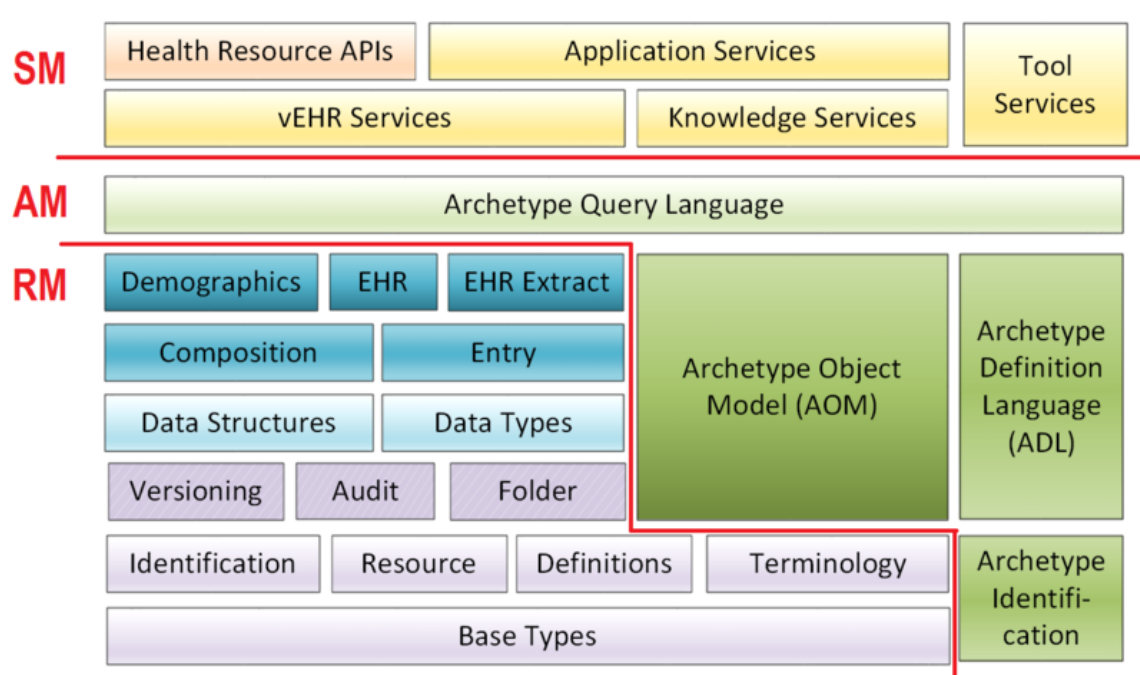 SM
Health Resource APIs
Application Services
Tool
Services
vEHR Services
Knowledge Services
AM
Archetype Query Language
RM
Demographics
EHR
EHR Extract
Composition
Entry
Data Structures
Data Types
Versioning
Audit
Folder
Archetype Object
Model (AOM)
Archetype
Definition
Language
(ADL)
Identification
Resource
Definitions
Terminology
Base Types
Archetype
Identifi-
cation